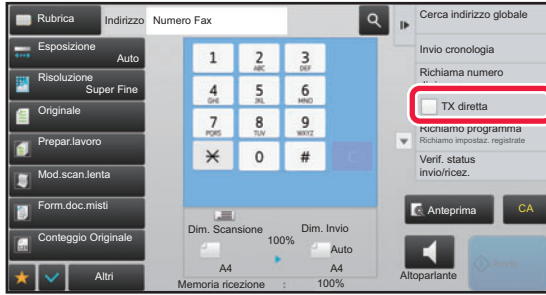 Rubrica
Indirizzo
Numero Fax
Cerca indirizzo globale
Esposizione
Auto
Invio cronologia
Risoluzione
Super Fine
Richiama numero
TX diretta
Originale
Richiamo programma
Richiamo impostaz. registrate
Prepar.lavoro
Verif. status
invio/ricez.
Mod.scan.lenta
Form.doc.misti
Anteprima
CA
Conteggio Originale
Altri
1
2
ABC
3
DEF
4
GHI
5
JKL
6
MNO
7
PQRS
8
TUV
9
WXYZ
0
#
C
Dim. Scansione
Dim. Invio
100%
Auto
A4
A4
Memoria ricezione : 100%
Altoparlante
Avvio